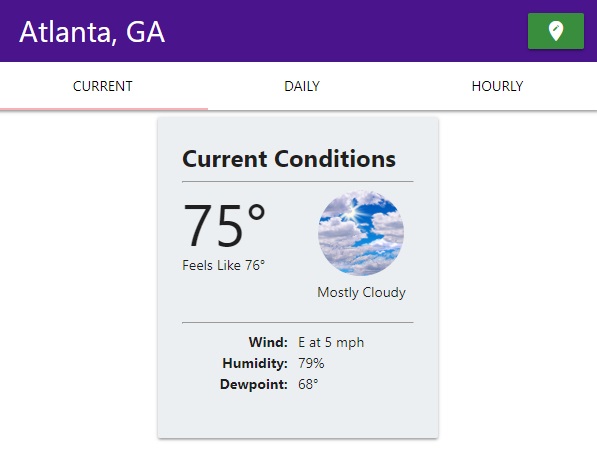 Atlanta, GA
CURRENT DAILY HOURLY
Current Conditions
75°
Feels Like 76°
Mostly Cloudy
Wind: E at 5 mph
Humidity: 79%
Dewpoint: 68°